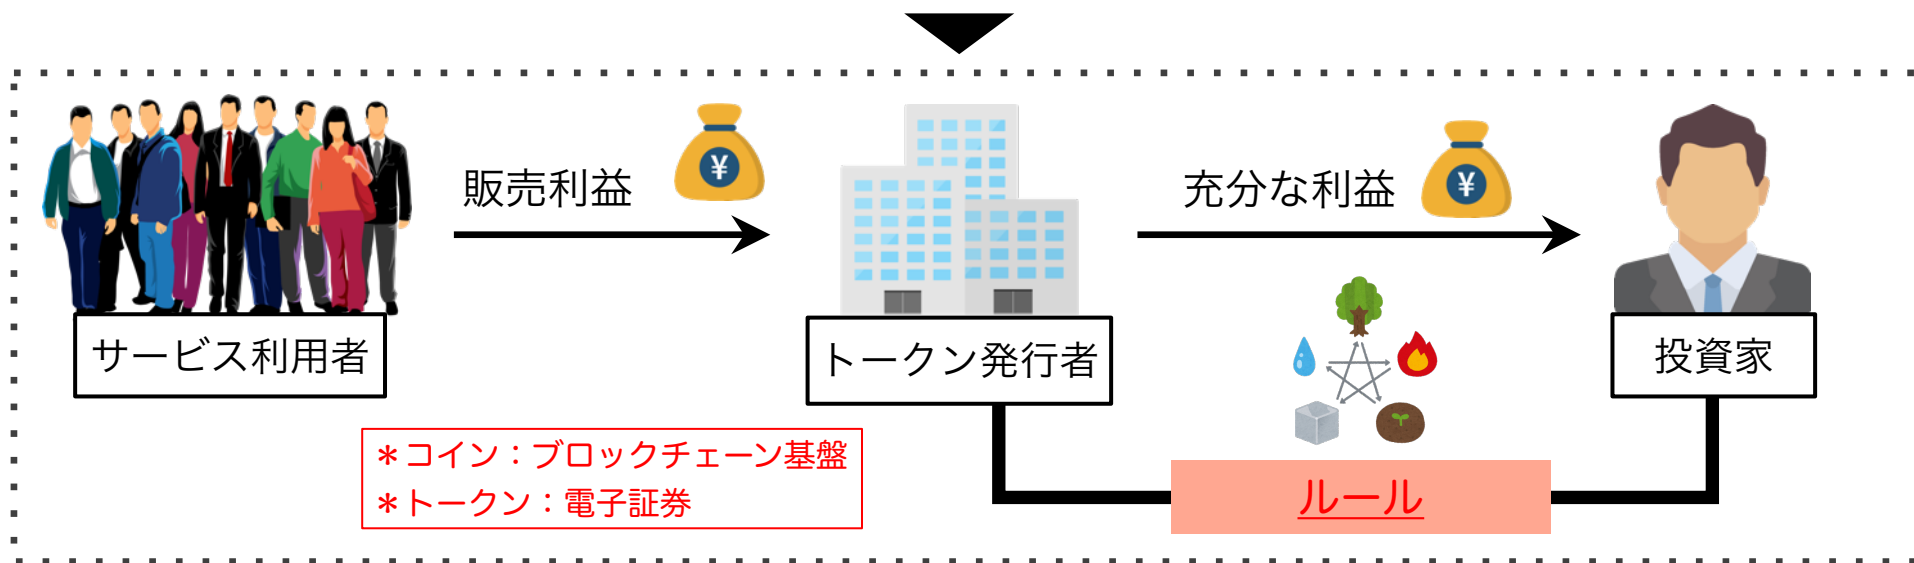 販売利益
¥
充分な利益
¥
サービス利用者
トークン発行者
投資家
＊コイン：ブロックチェーン基盤
＊トークン：電子証券
ルール